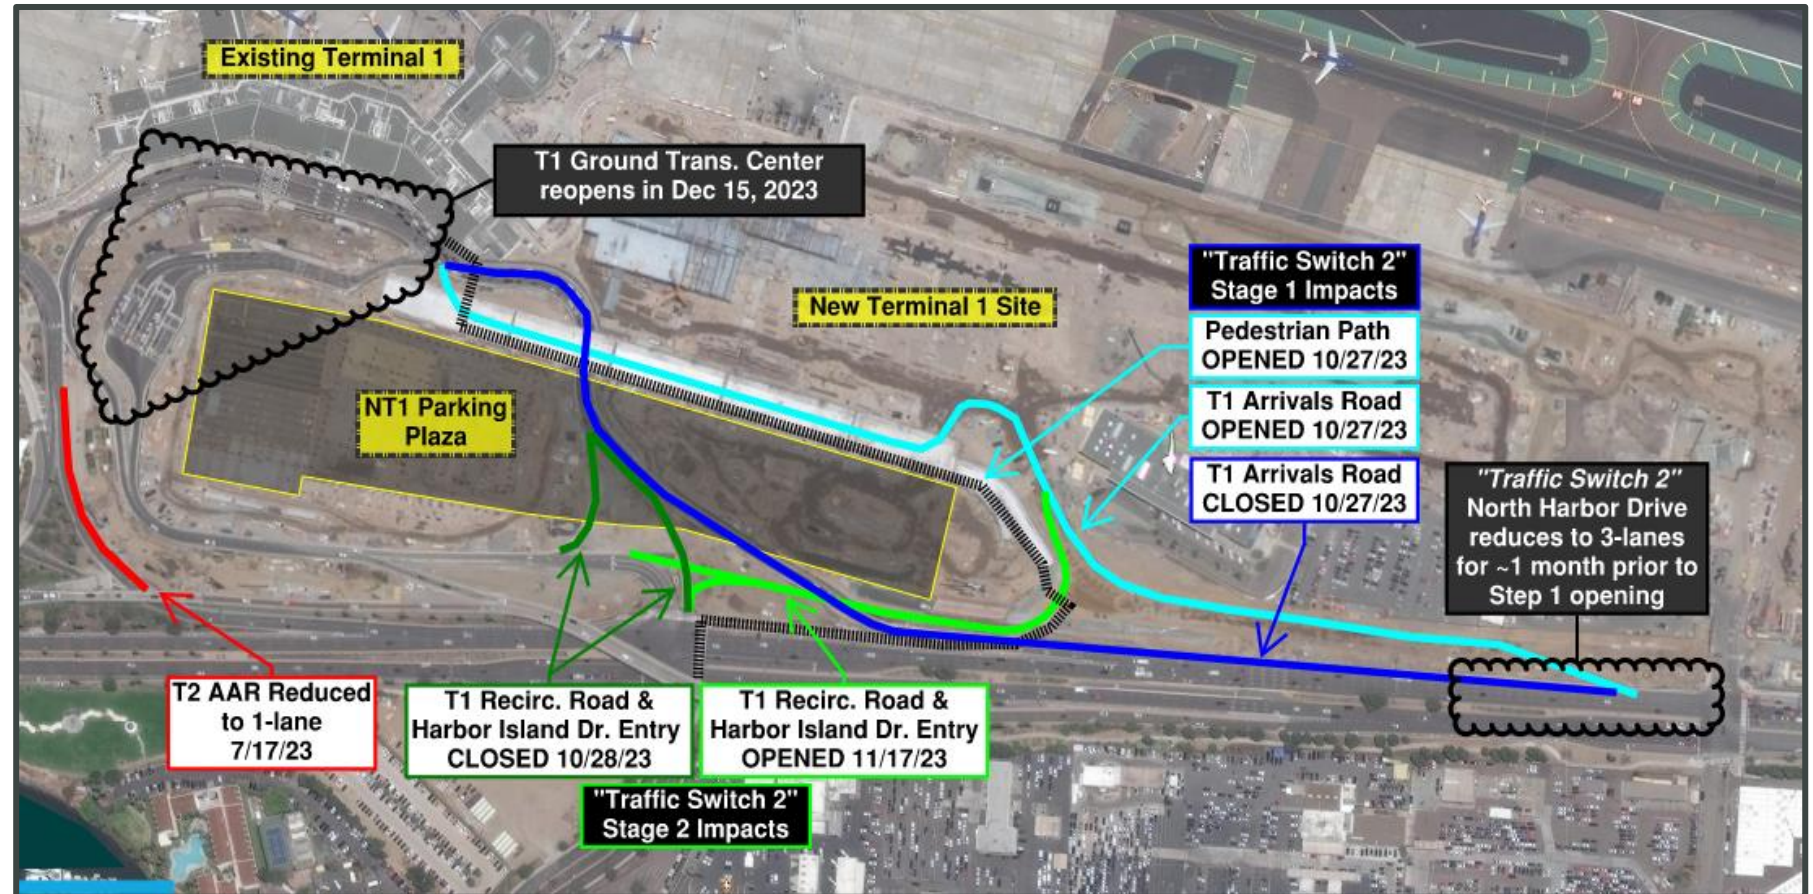 Existing Terminal 1
T1 Ground Trans. Center
reopens in Dec 15, 2023
New Terminal 1 Site
"Traffic Switch 2"
Stage 1 Impacts
Pedestrian Path
OPENED 10/27/23
T1 Arrivals Road
OPENED 10/27/23
T1 Arrivals Road
CLOSED 10/27/23
NT1 Parking
Plaza
"Traffic Switch 2"
North Harbor Drive
reduces to 3-lanes
for ~1 month prior to
Step 1 opening
T2 AAR Reduced
to 1-lane
7/17/23
T1 Recirc. Road &
Harbor Island Dr. Entry
CLOSED 10/28/23
T1 Recirc. Road &
Harbor Island Dr. Entry
OPENED 11/17/23
"Traffic Switch 2"
Stage 2 Impacts